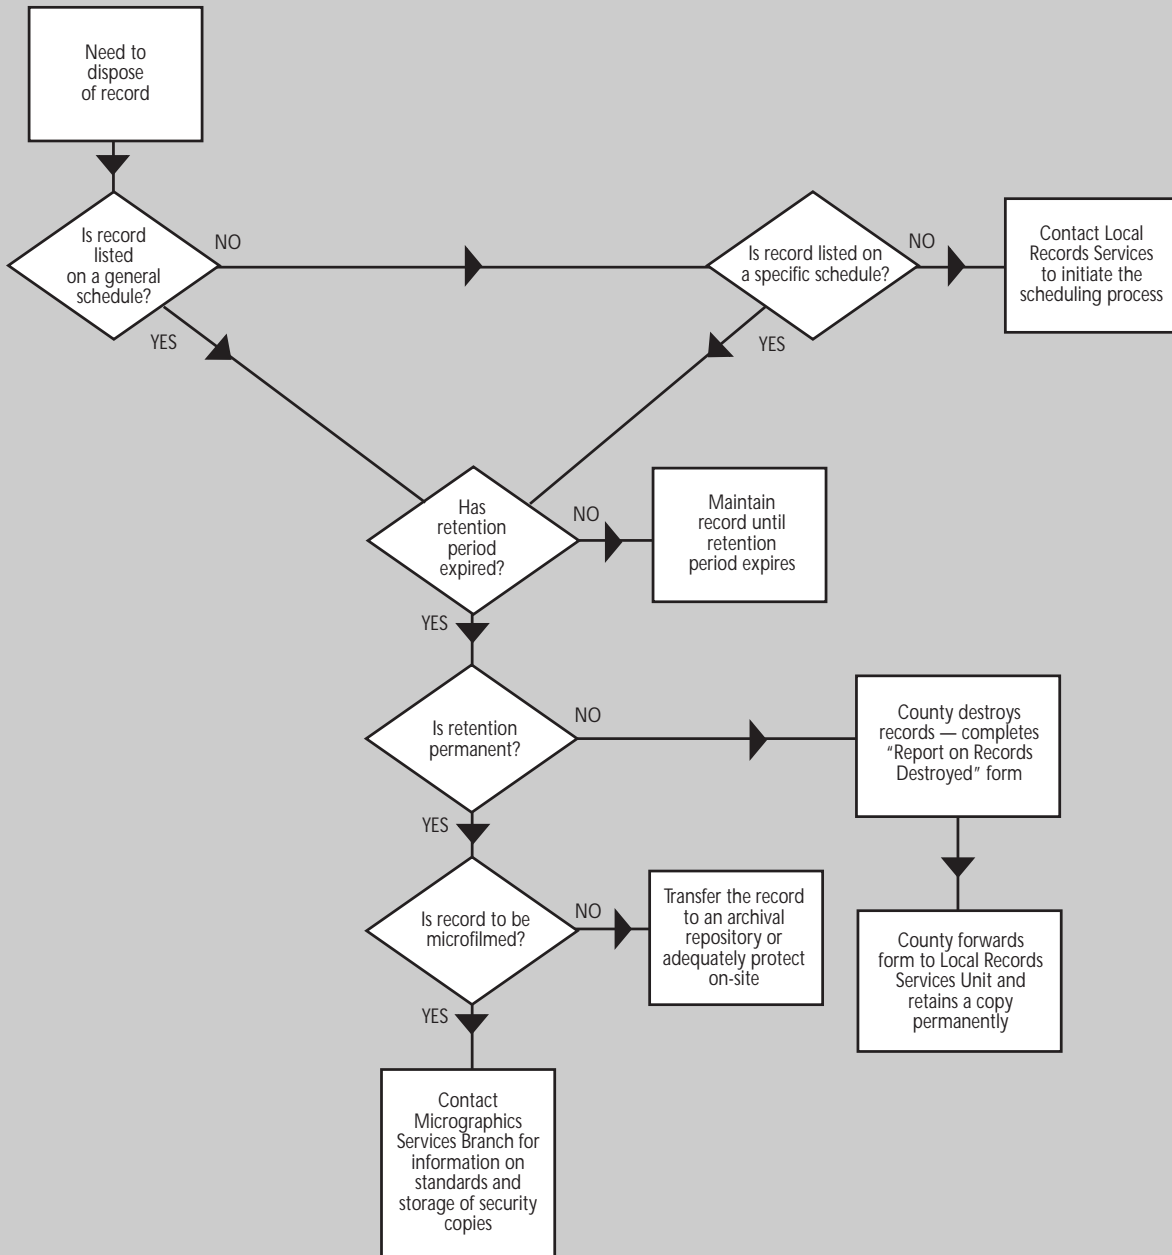 Need to
dispose
of record
Is record
listed
on a general
schedule?
NO
YES
Is record listed on
a specific schedule?
NO
YES
Contact Local
Records Services
to initiate the
scheduling process
Has
retention
period
expired?
NO
YES
Maintain
record until
retention
period expires
Is retention
permanent?
NO
YES
County destroys
records — completes
“Report on Records
Destroyed” form
Is record to be
microfilmed?
NO
YES
Transfer the record
to an archival
repository or
adequately protect
on-site
County forwards
form to Local Records
Services Unit and
retains a copy
permanently
Contact
Micrographics
Services Branch for
information on
standards and
storage of security
copies